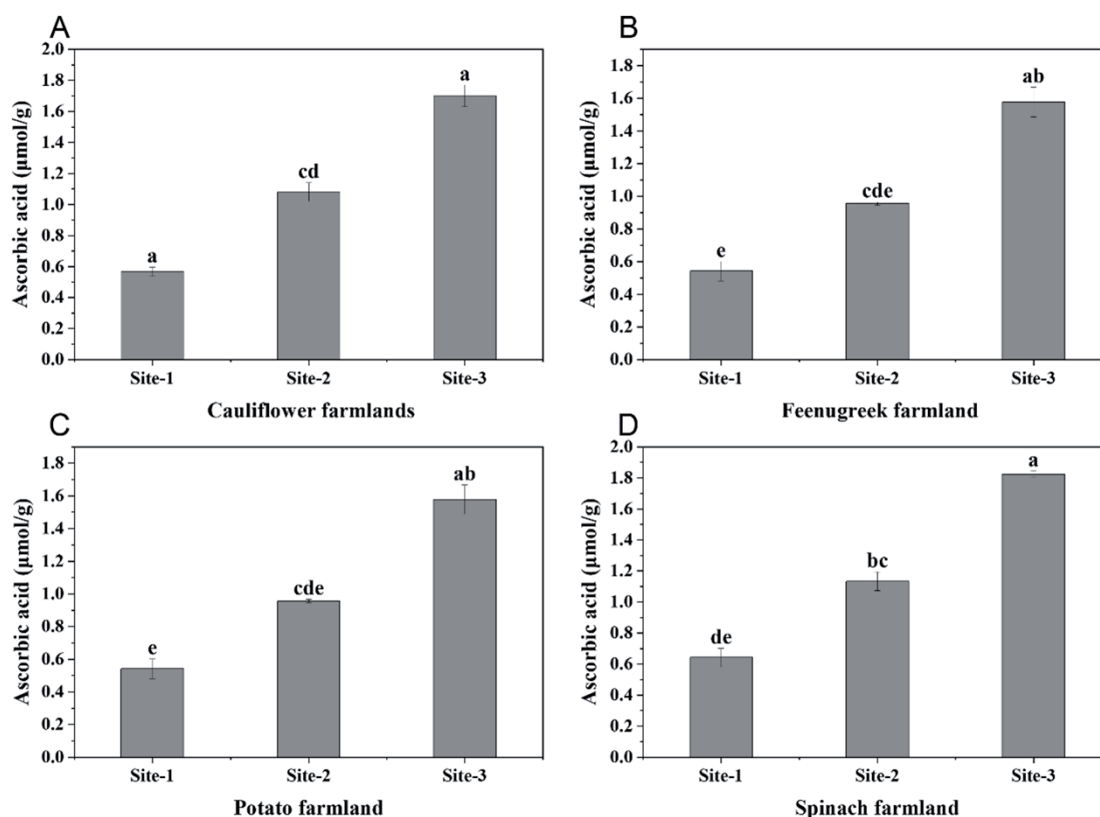 A
Ascorbic acid (µmol/g)
2.0
1.8
1.6
1.4
1.2
1.0
0.8
0.6
0.4
0.2
0.0
a
cd
a
Site-1 Site-2 Site-3
Cauliflower farmlands
B
Ascorbic acid (µmol/g)
1.8
1.6
1.4
1.2
1.0
0.8
0.6
0.4
0.2
0.0
e
cde
ab
Site-1 Site-2 Site-3
Feenugreek farmland
C
Ascorbic acid (µmol/g)
1.8
1.6
1.4
1.2
1.0
0.8
0.6
0.4
0.2
0.0
e
cde
ab
Site-1 Site-2 Site-3
Potato farmland
D
Ascorbic acid (µmol/g)
2.0
1.8
1.6
1.4
1.2
1.0
0.8
0.6
0.4
0.2
0.0
de
bc
a
Site-1 Site-2 Site-3
Spinach farmland